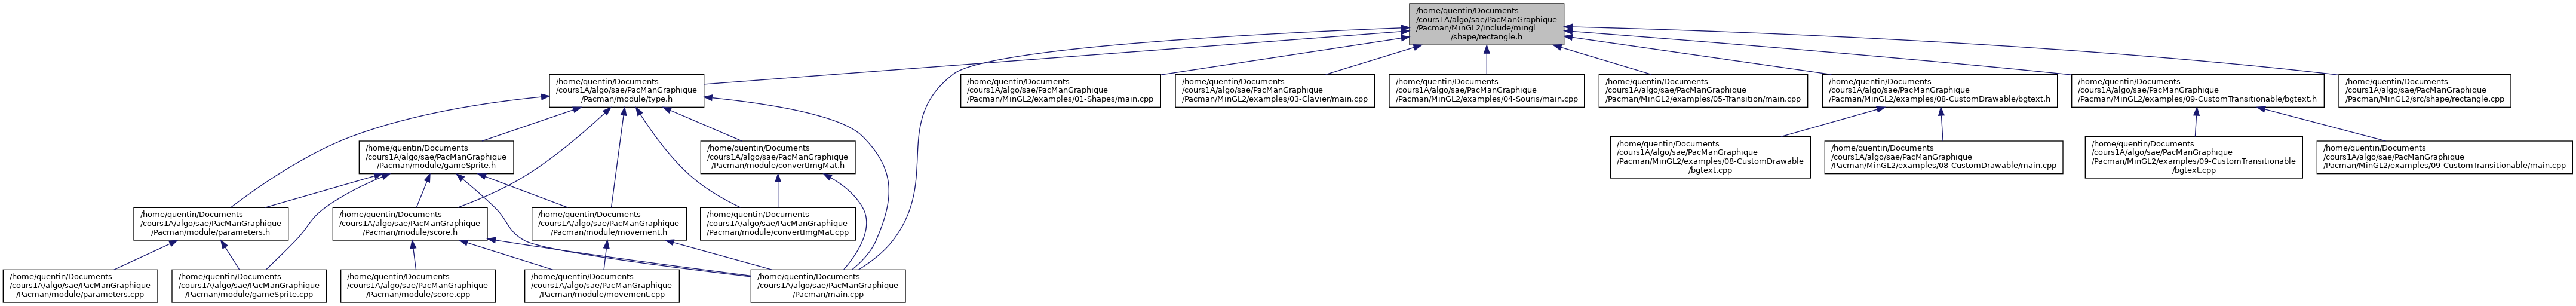 /home/quentin/Documents
/cours1A/algo/sae/PacManGraphique
/Pacman/MinGL2/include/mingl
/shape/rectangle.h
/home/quentin/Documents
/cours1A/algo/sae/PacManGraphique
/Pacman/module/type.h
/home/quentin/Documents
/cours1A/algo/sae/PacManGraphique
/Pacman/MinGL2/examples/01-Shapes/main.cpp
/home/quentin/Documents
/cours1A/algo/sae/PacManGraphique
/Pacman/MinGL2/examples/03-Clavier/main.cpp
/home/quentin/Documents
/cours1A/algo/sae/PacManGraphique
/Pacman/MinGL2/examples/04-Souris/main.cpp
/home/quentin/Documents
/cours1A/algo/sae/PacManGraphique
/Pacman/MinGL2/examples/05-Transition/main.cpp
/home/quentin/Documents
/cours1A/algo/sae/PacManGraphique
/Pacman/MinGL2/examples/08-CustomDrawable/bgtext.h
/home/quentin/Documents
/cours1A/algo/sae/PacManGraphique
/Pacman/MinGL2/examples/09-CustomTransitionable/bgtext.h
/home/quentin/Documents
/cours1A/algo/sae/PacManGraphique
/Pacman/MinGL2/src/shape/rectangle.cpp
/home/quentin/Documents
/cours1A/algo/sae/PacManGraphique
/Pacman/module/gameSprite.h
/home/quentin/Documents
/cours1A/algo/sae/PacManGraphique
/Pacman/module/convertImgMat.h
/home/quentin/Documents
/cours1A/algo/sae/PacManGraphique
/Pacman/MinGL2/examples/08-CustomDrawable
/bgtext.cpp
/home/quentin/Documents
/cours1A/algo/sae/PacManGraphique
/Pacman/MinGL2/examples/08-CustomDrawable/main.cpp
/home/quentin/Documents
/cours1A/algo/sae/PacManGraphique
/Pacman/MinGL2/examples/09-CustomTransitionable
/bgtext.cpp
/home/quentin/Documents
/cours1A/algo/sae/PacManGraphique
/Pacman/MinGL2/examples/09-CustomTransitionable/main.cpp
/home/quentin/Documents
/cours1A/algo/sae/PacManGraphique
/Pacman/module/parameters.h
/home/quentin/Documents
/cours1A/algo/sae/PacManGraphique
/Pacman/module/score.h
/home/quentin/Documents
/cours1A/algo/sae/PacManGraphique
/Pacman/module/movement.h
/home/quentin/Documents
/cours1A/algo/sae/PacManGraphique
/Pacman/module/convertImgMat.cpp
/home/quentin/Documents
/cours1A/algo/sae/PacManGraphique
/Pacman/module/parameters.cpp
/home/quentin/Documents
/cours1A/algo/sae/PacManGraphique
/Pacman/module/gameSprite.cpp
/home/quentin/Documents
/cours1A/algo/sae/PacManGraphique
/Pacman/module/score.cpp
/home/quentin/Documents
/cours1A/algo/sae/PacManGraphique
/Pacman/module/movement.cpp
/home/quentin/Documents
/cours1A/algo/sae/PacManGraphique
/Pacman/main.cpp